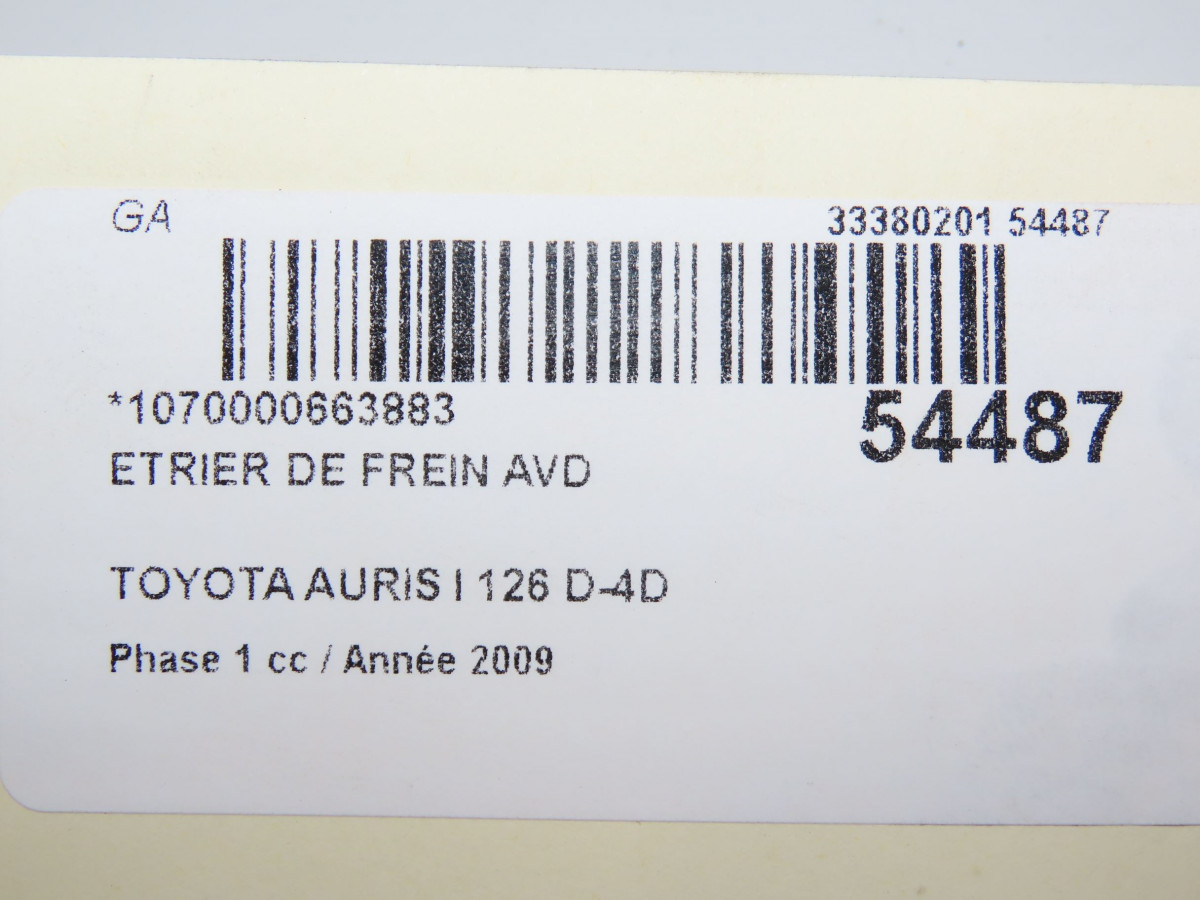 GA
33380201 54487
*1070000663883
54487
ETRIER DE FREIN AVD
TOYOTA AURIS I 126 D-4D
Phase 1 cc / Année 2009